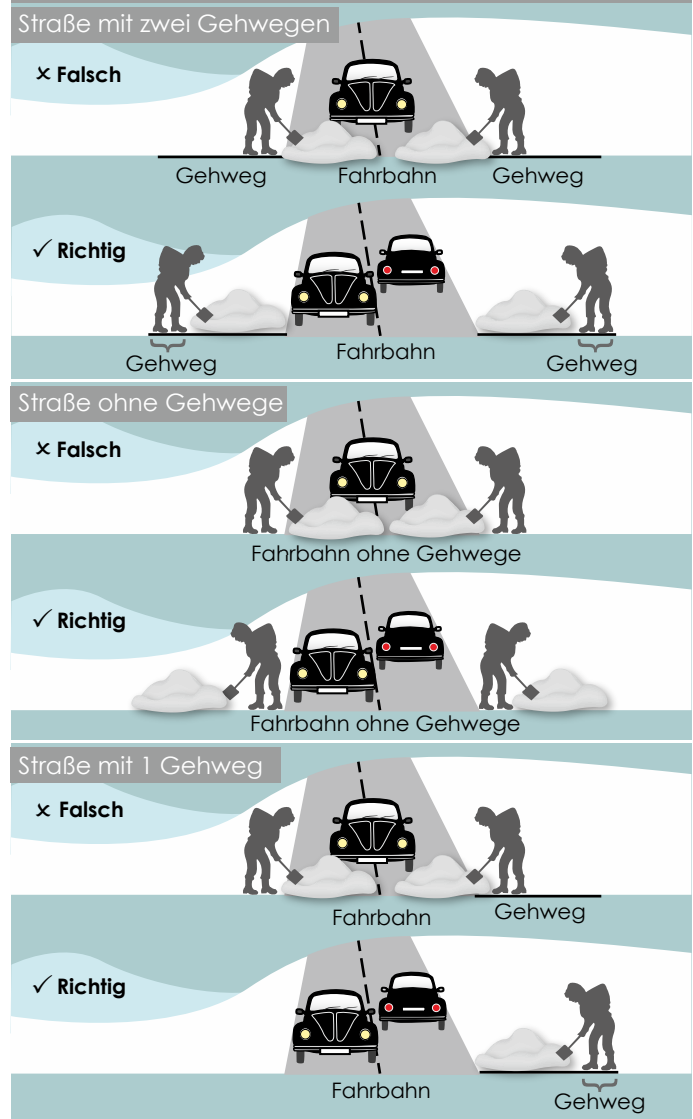 Straße mit zwei Gehwegen
× Falsch
Gehweg Fahrbahn Gehweg
✓ Richtig
Gehweg Fahrbahn Gehweg
Straße ohne Gehwege
× Falsch
Fahrbahn ohne Gehwege
✓ Richtig
Fahrbahn ohne Gehwege
Straße mit 1 Gehweg
× Falsch
Fahrbahn Gehweg
✓ Richtig
Fahrbahn Gehweg